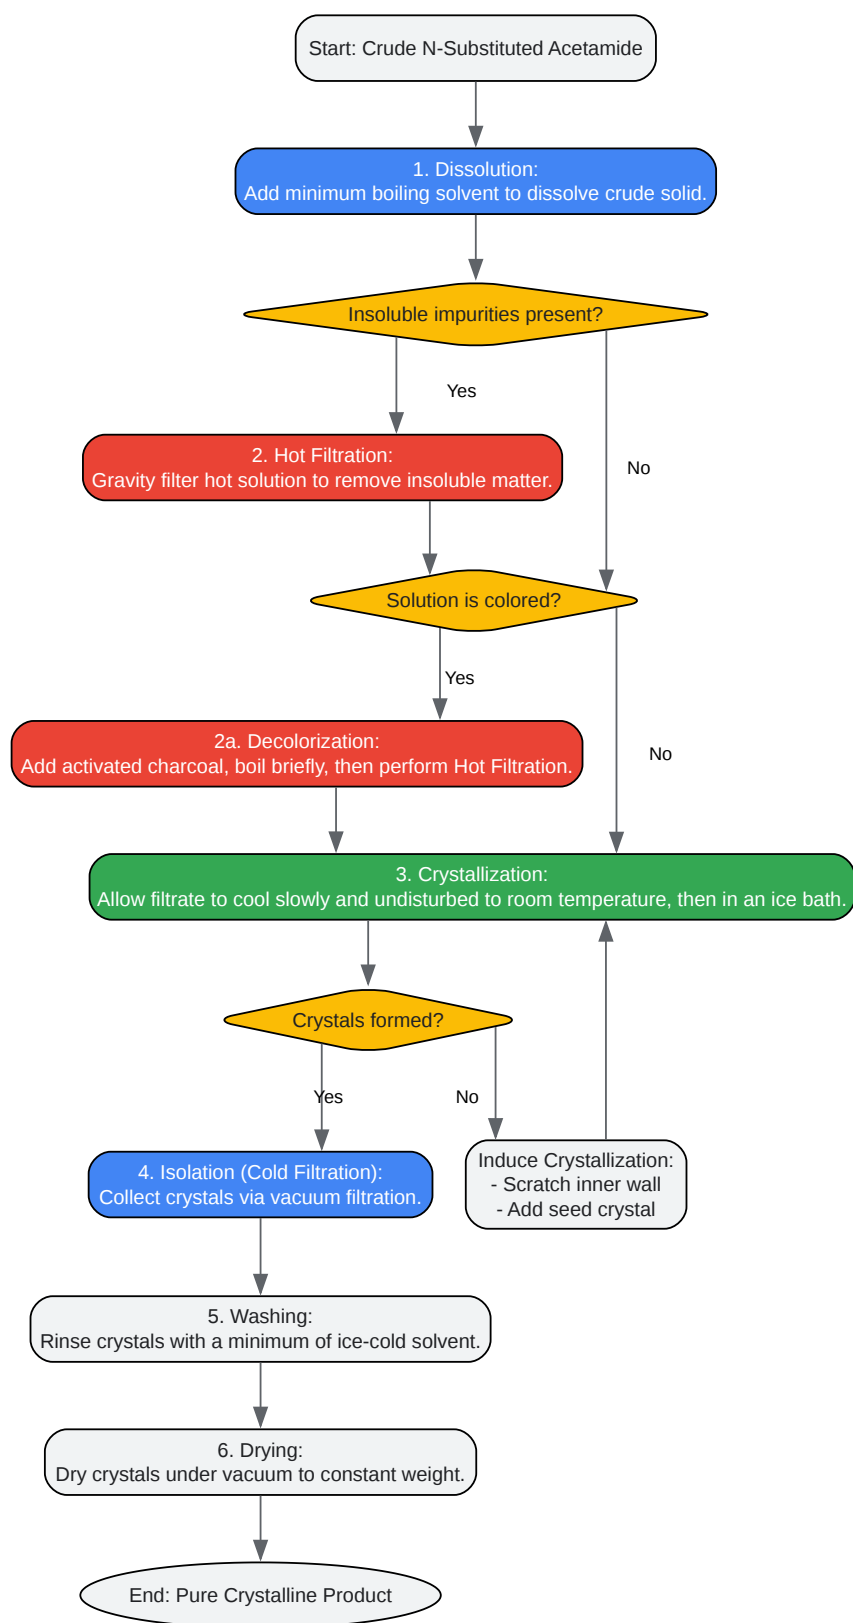 Start: Crude N-Substituted Acetamide
1. Dissolution:
Add minimum boiling solvent to dissolve crude solid.
Insoluble impurities present?
Yes
2. Hot Filtration:
Gravity filter hot solution to remove insoluble matter.
No
Solution is colored?
Yes
2a. Decolorization:
Add activated charcoal, boil briefly, then perform Hot Filtration.
No
3. Crystallization:
Allow filtrate to cool slowly and undisturbed to room temperature, then in an ice bath.
Crystals formed?
Yes
No
4. Isolation (Cold Filtration):
Collect crystals via vacuum filtration.
Induce Crystallization:
- Scratch inner wall
- Add seed crystal
5. Washing:
Rinse crystals with a minimum of ice-cold solvent.
6. Drying:
Dry crystals under vacuum to constant weight.
End: Pure Crystalline Product